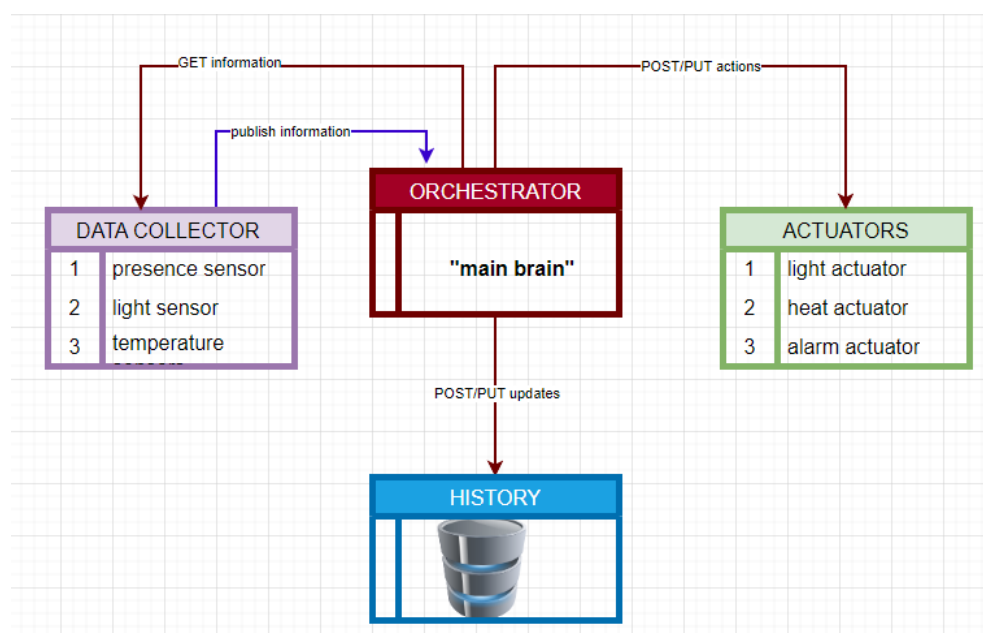 GET information
POST/PUT actions
publish information
ORCHESTRATOR
"main brain"
DATA COLLECTOR
1 presence sensor
2 light sensor
3 temperature
ACTUATORS
1 light actuator
2 heat actuator
3 alarm actuator
POST/PUT updates
HISTORY